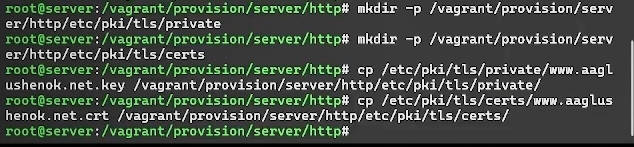 root@server:/vagrant/provision/server/http# mkdir -p /vagrant/provision/serv
er/http/etc/pki/tls/private
root@server:/vagrant/provision/server/http# mkdir -p /vagrant/provision/serv
er/http/etc/pki/tls/certs
root@server:/vagrant/provision/server/http# cp /etc/pki/tls/private/www.aagl
ushenok.net.key /vagrant/provision/server/http/etc/pki/tls/private/
root@server:/vagrant/provision/server/http# cp /etc/pki/tls/certs/www.aaglus
henok.net.crt /vagrant/provision/server/http/etc/pki/tls/certs/
root@server:/vagrant/provision/server/http#